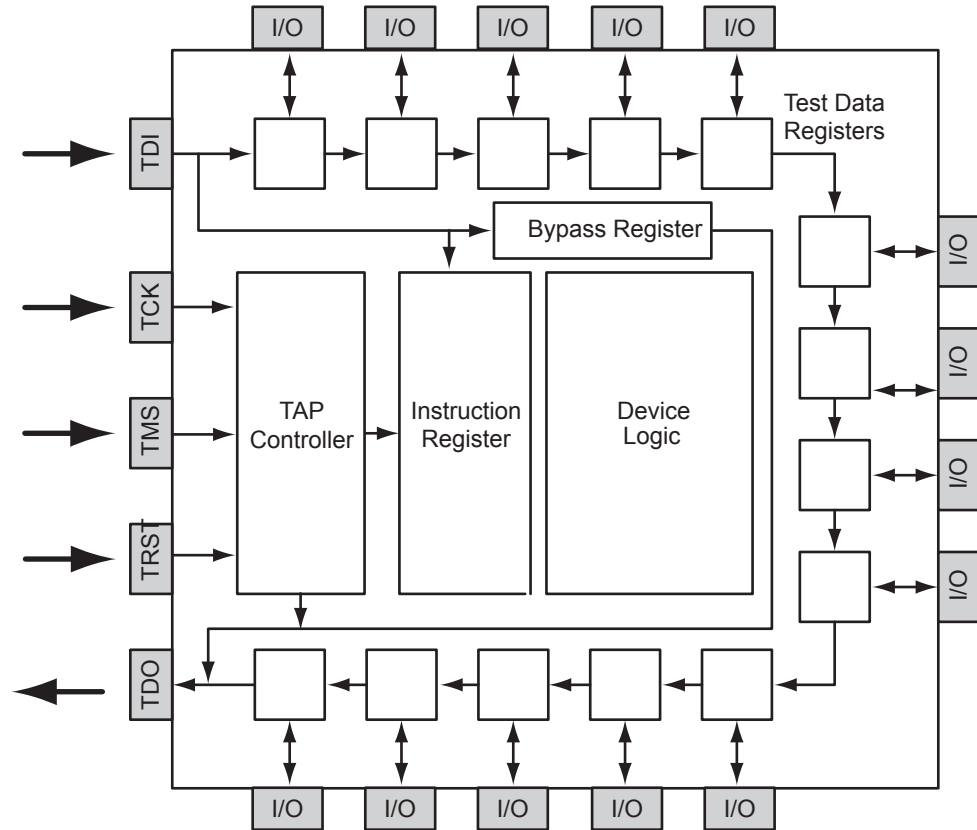 I/O I/O I/O I/O I/O
Test Data
Registers
TDI
Bypass Register
I/O
TCK
I/O
TAP
Controller
Instruction
Register
Device
Logic
TMS
I/O
TRST
I/O
TDO
I/O I/O I/O I/O I/O